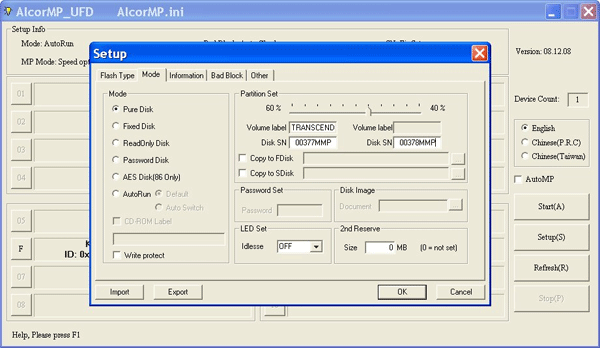 AlcorMP_UFD AlcorMP.ini
Setup Info
Mode: AutoRun
MP Mode: Speed opt
Version: 08.12.08
Setup
Flash Type Mode Information Bad Block Other
Mode
Pure Disk
Fixed Disk
ReadOnly Disk
Password Disk
AES Disk(86 Only)
AutoRun Default
Auto Switch
CD-ROM Label
Write protect
Partition Set
60 % 40 %
Volume label TRANSCEND Volume label
Disk SN 00377MMP Disk SN 00378MMP
Copy to FDisk
Copy to SDisk
Password Set
Password
Disk Image
Document
LED Set
Idlesse OFF
2nd Reserve
Size 0 MB (0 = not set)
Import Export OK Cancel
01
05
F
ID: 0x
07
08
Device Count: 1
English
Chinese(P.R.C)
Chinese(Taiwan)
AutoMP
Start(A)
Setup(S)
Refresh(R)
Stop(P)
Help, Please press F1